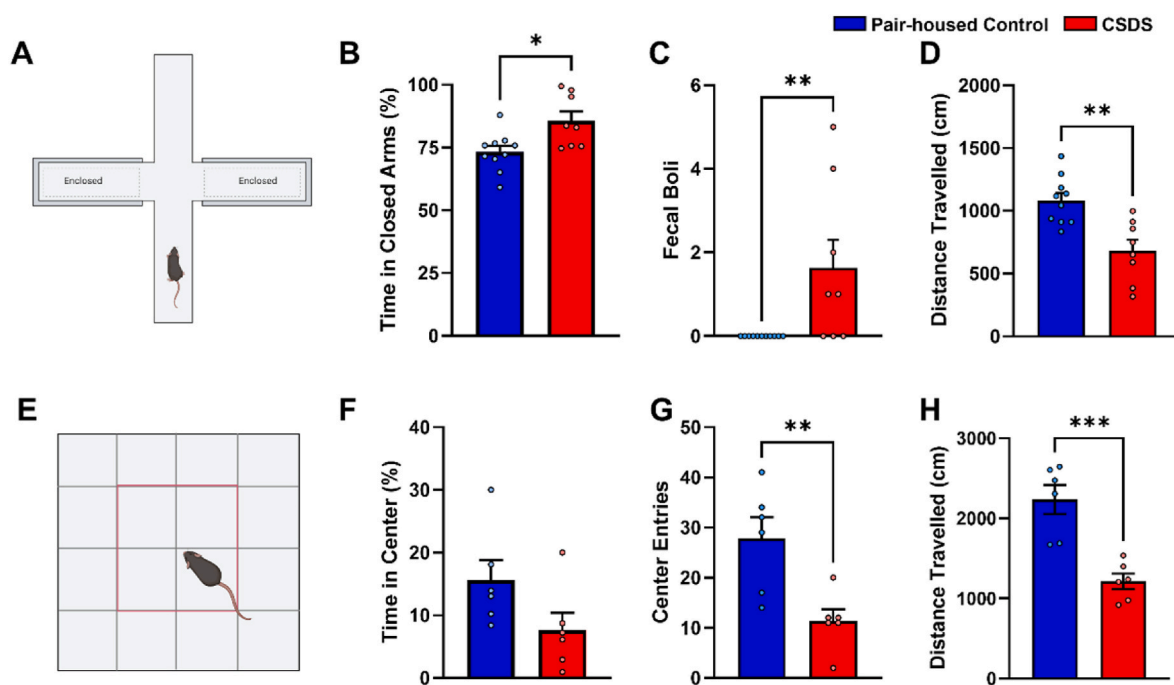 Pair-housed Control CSDS
A
Enclosed Enclosed
B
Time in Closed Arms (%)
100
75
50
25
0
*
C
Fecal Boli
6
4
2
0
**
D
Distance Travelled (cm)
2000
1500
1000
500
0
**
E
F
Time in Center (%)
40
30
20
10
0
G
Center Entries
50
40
30
20
10
0
**
H
Distance Travelled (cm)
3000
2000
1000
0
***